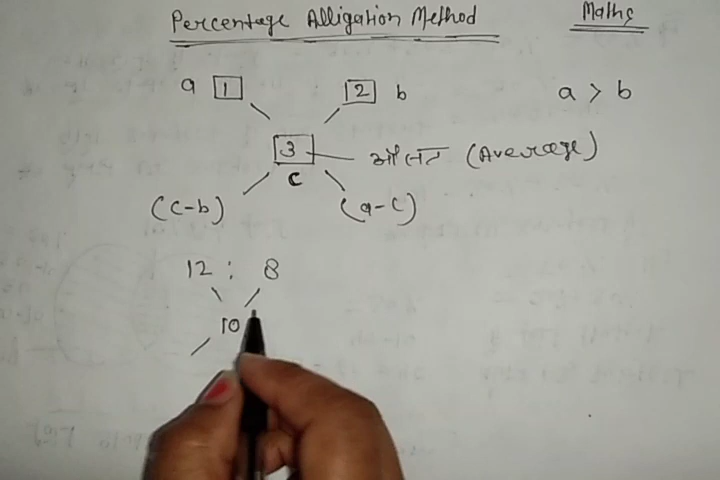 Percentage Alligation Method
Maths
a 1 2 b
a > b
3 औसत (Average)
c
(c-b) (a-c)
12 : 8
10